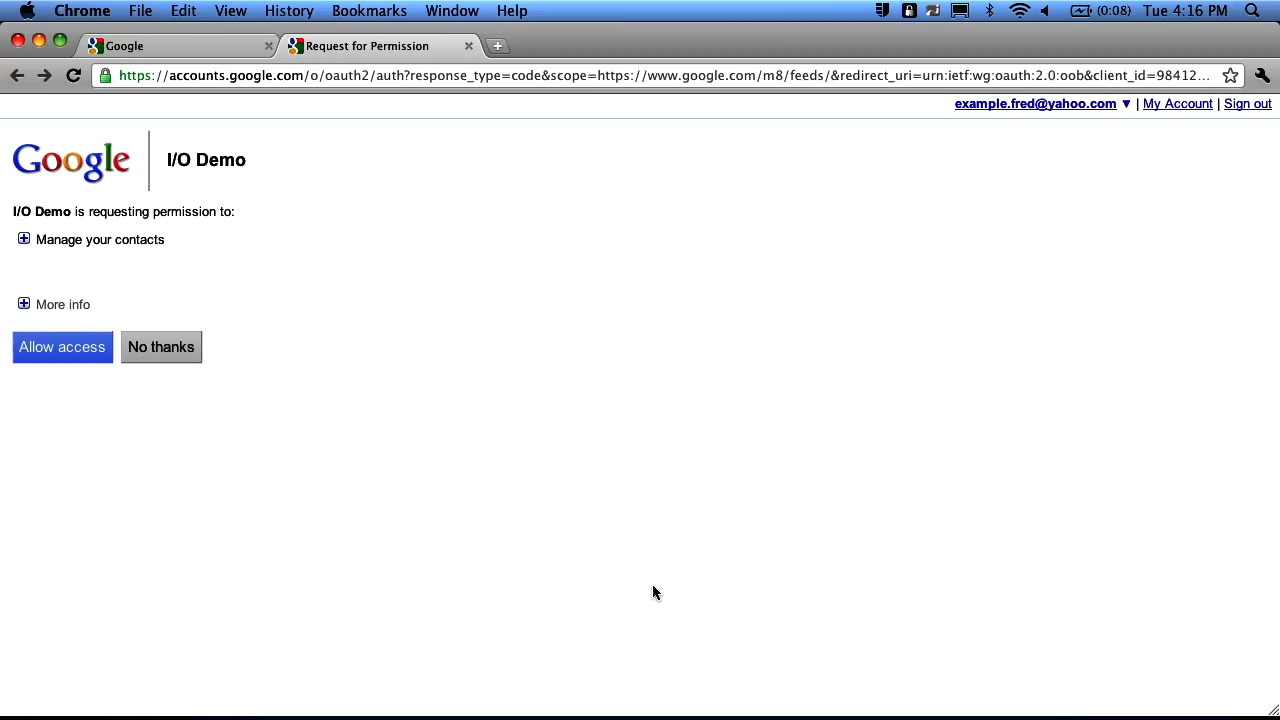 Chrome File Edit View History Bookmarks Window Help (0:08) Tue 4:16 PM
Google Request for Permission
https://accounts.google.com/o/oauth2/auth?response_type=code&scope=https://www.google.com/m8/feeds/&redirect_uri=urn:ietf:wg:oauth:2.0:oob&client_id=98412...
example.fred@yahoo.com ▼ | My Account | Sign out
Google I/O Demo
I/O Demo is requesting permission to:
Manage your contacts
More info
Allow access No thanks